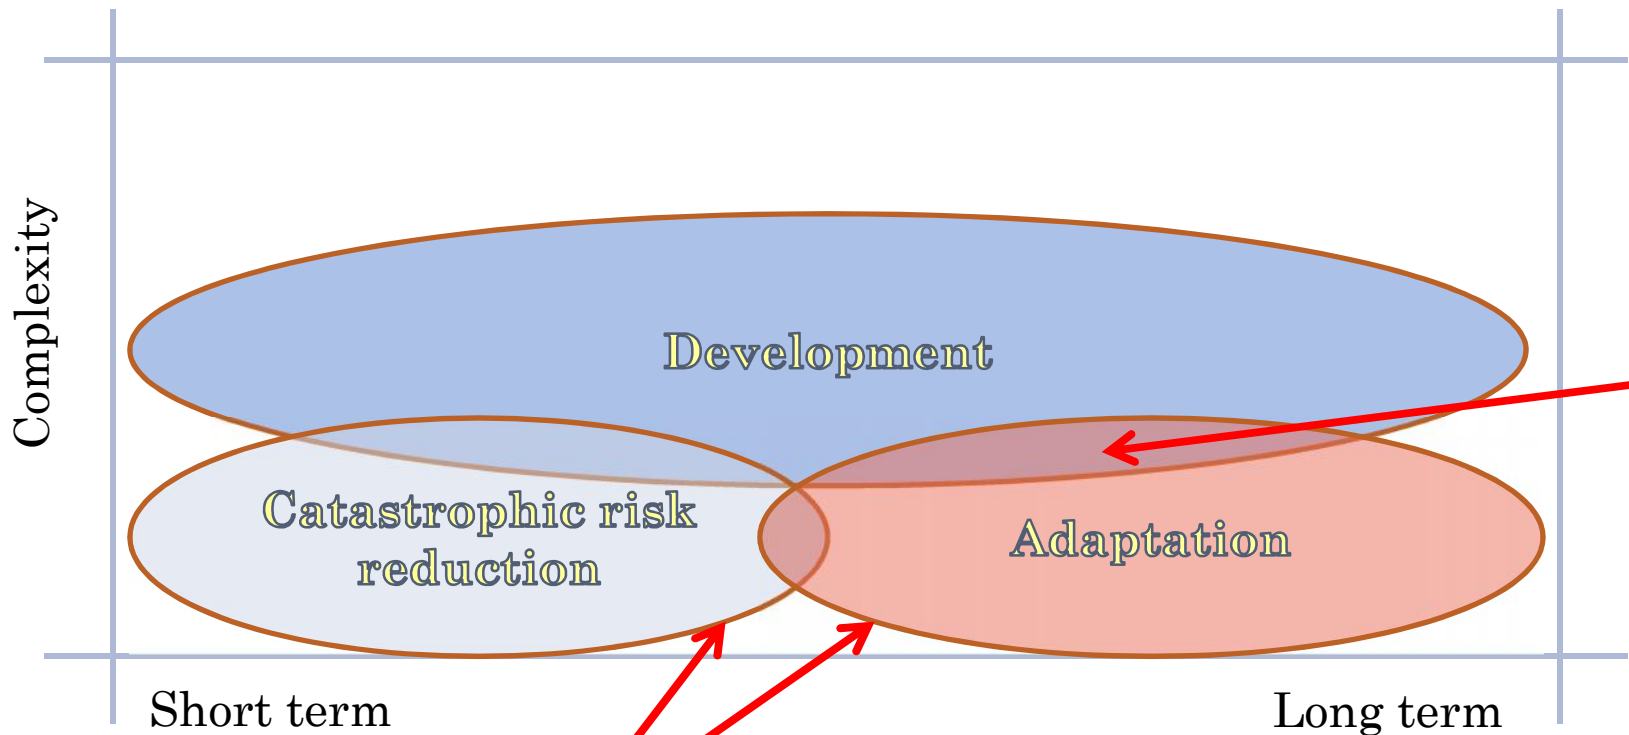 Complexity
Development
Catastrophic risk
reduction
Adaptation
Short term
Long term